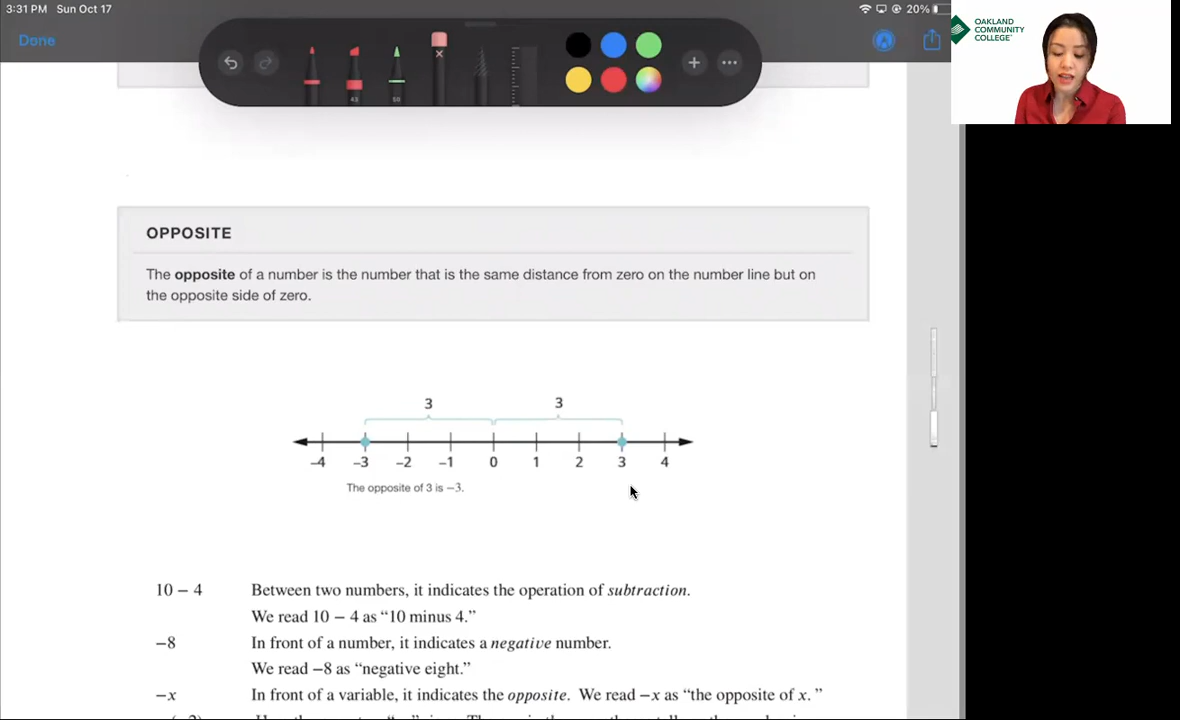 3:31 PM Sun Oct 17
20%
Done
43
50
OAKLAND
COMMUNITY
COLLEGE
OPPOSITE
The opposite of a number is the number that is the same distance from zero on the number line but on
the opposite side of zero.
3 3
–4 –3 –2 –1 0 1 2 3 4
The opposite of 3 is –3.
10 – 4 Between two numbers, it indicates the operation of subtraction.
We read 10 – 4 as “10 minus 4.”
–8 In front of a number, it indicates a negative number.
We read –8 as “negative eight.”
–x In front of a variable, it indicates the opposite. We read –x as “the opposite of x. ”